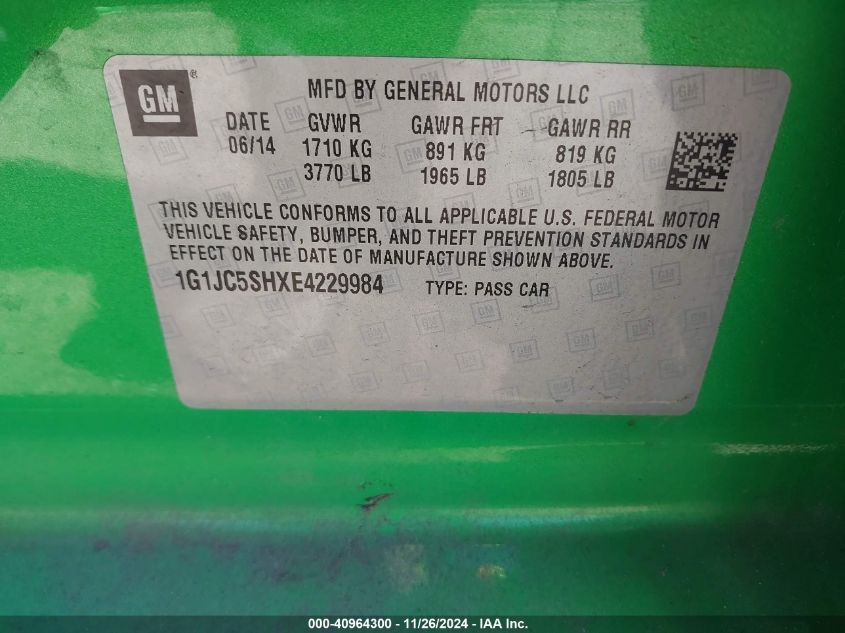 GM ®
MFD BY GENERAL MOTORS LLC
DATE GVWR GAWR FRT GAWR RR
06/14 1710 KG 891 KG 819 KG
3770 LB 1965 LB 1805 LB
THIS VEHICLE CONFORMS TO ALL APPLICABLE U.S. FEDERAL MOTOR
VEHICLE SAFETY, BUMPER, AND THEFT PREVENTION STANDARDS IN
EFFECT ON THE DATE OF MANUFACTURE SHOWN ABOVE.
1G1JC5SHXE4229984 TYPE: PASS CAR
000-40964300 - 11/26/2024 - IAA Inc.